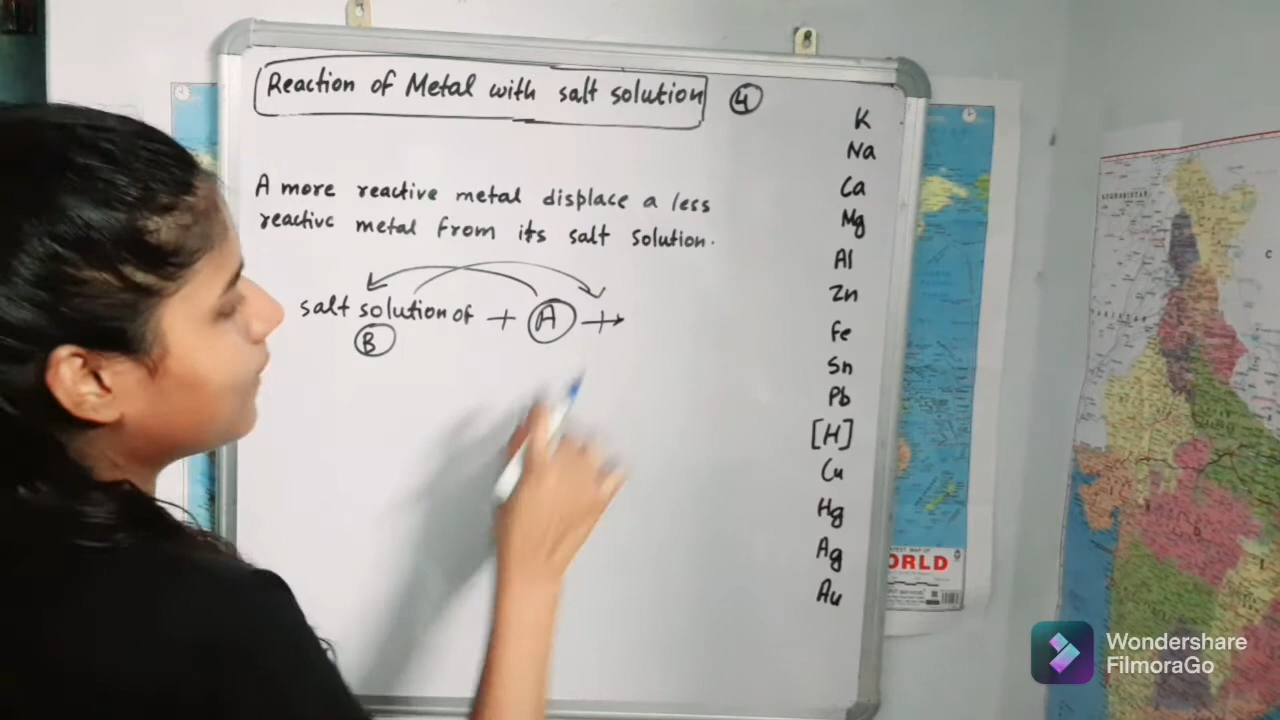 Reaction of Metal with salt solution 4
A more reactive metal displace a less
reactive metal from its salt solution.
salt solution of + A →
B
K
Na
Ca
Mg
Al
Zn
Fe
Sn
Pb
[H]
Cu
Hg
Ag
Au
AFGHANISTAN
ORLD
Wondershare
FilmoraGo